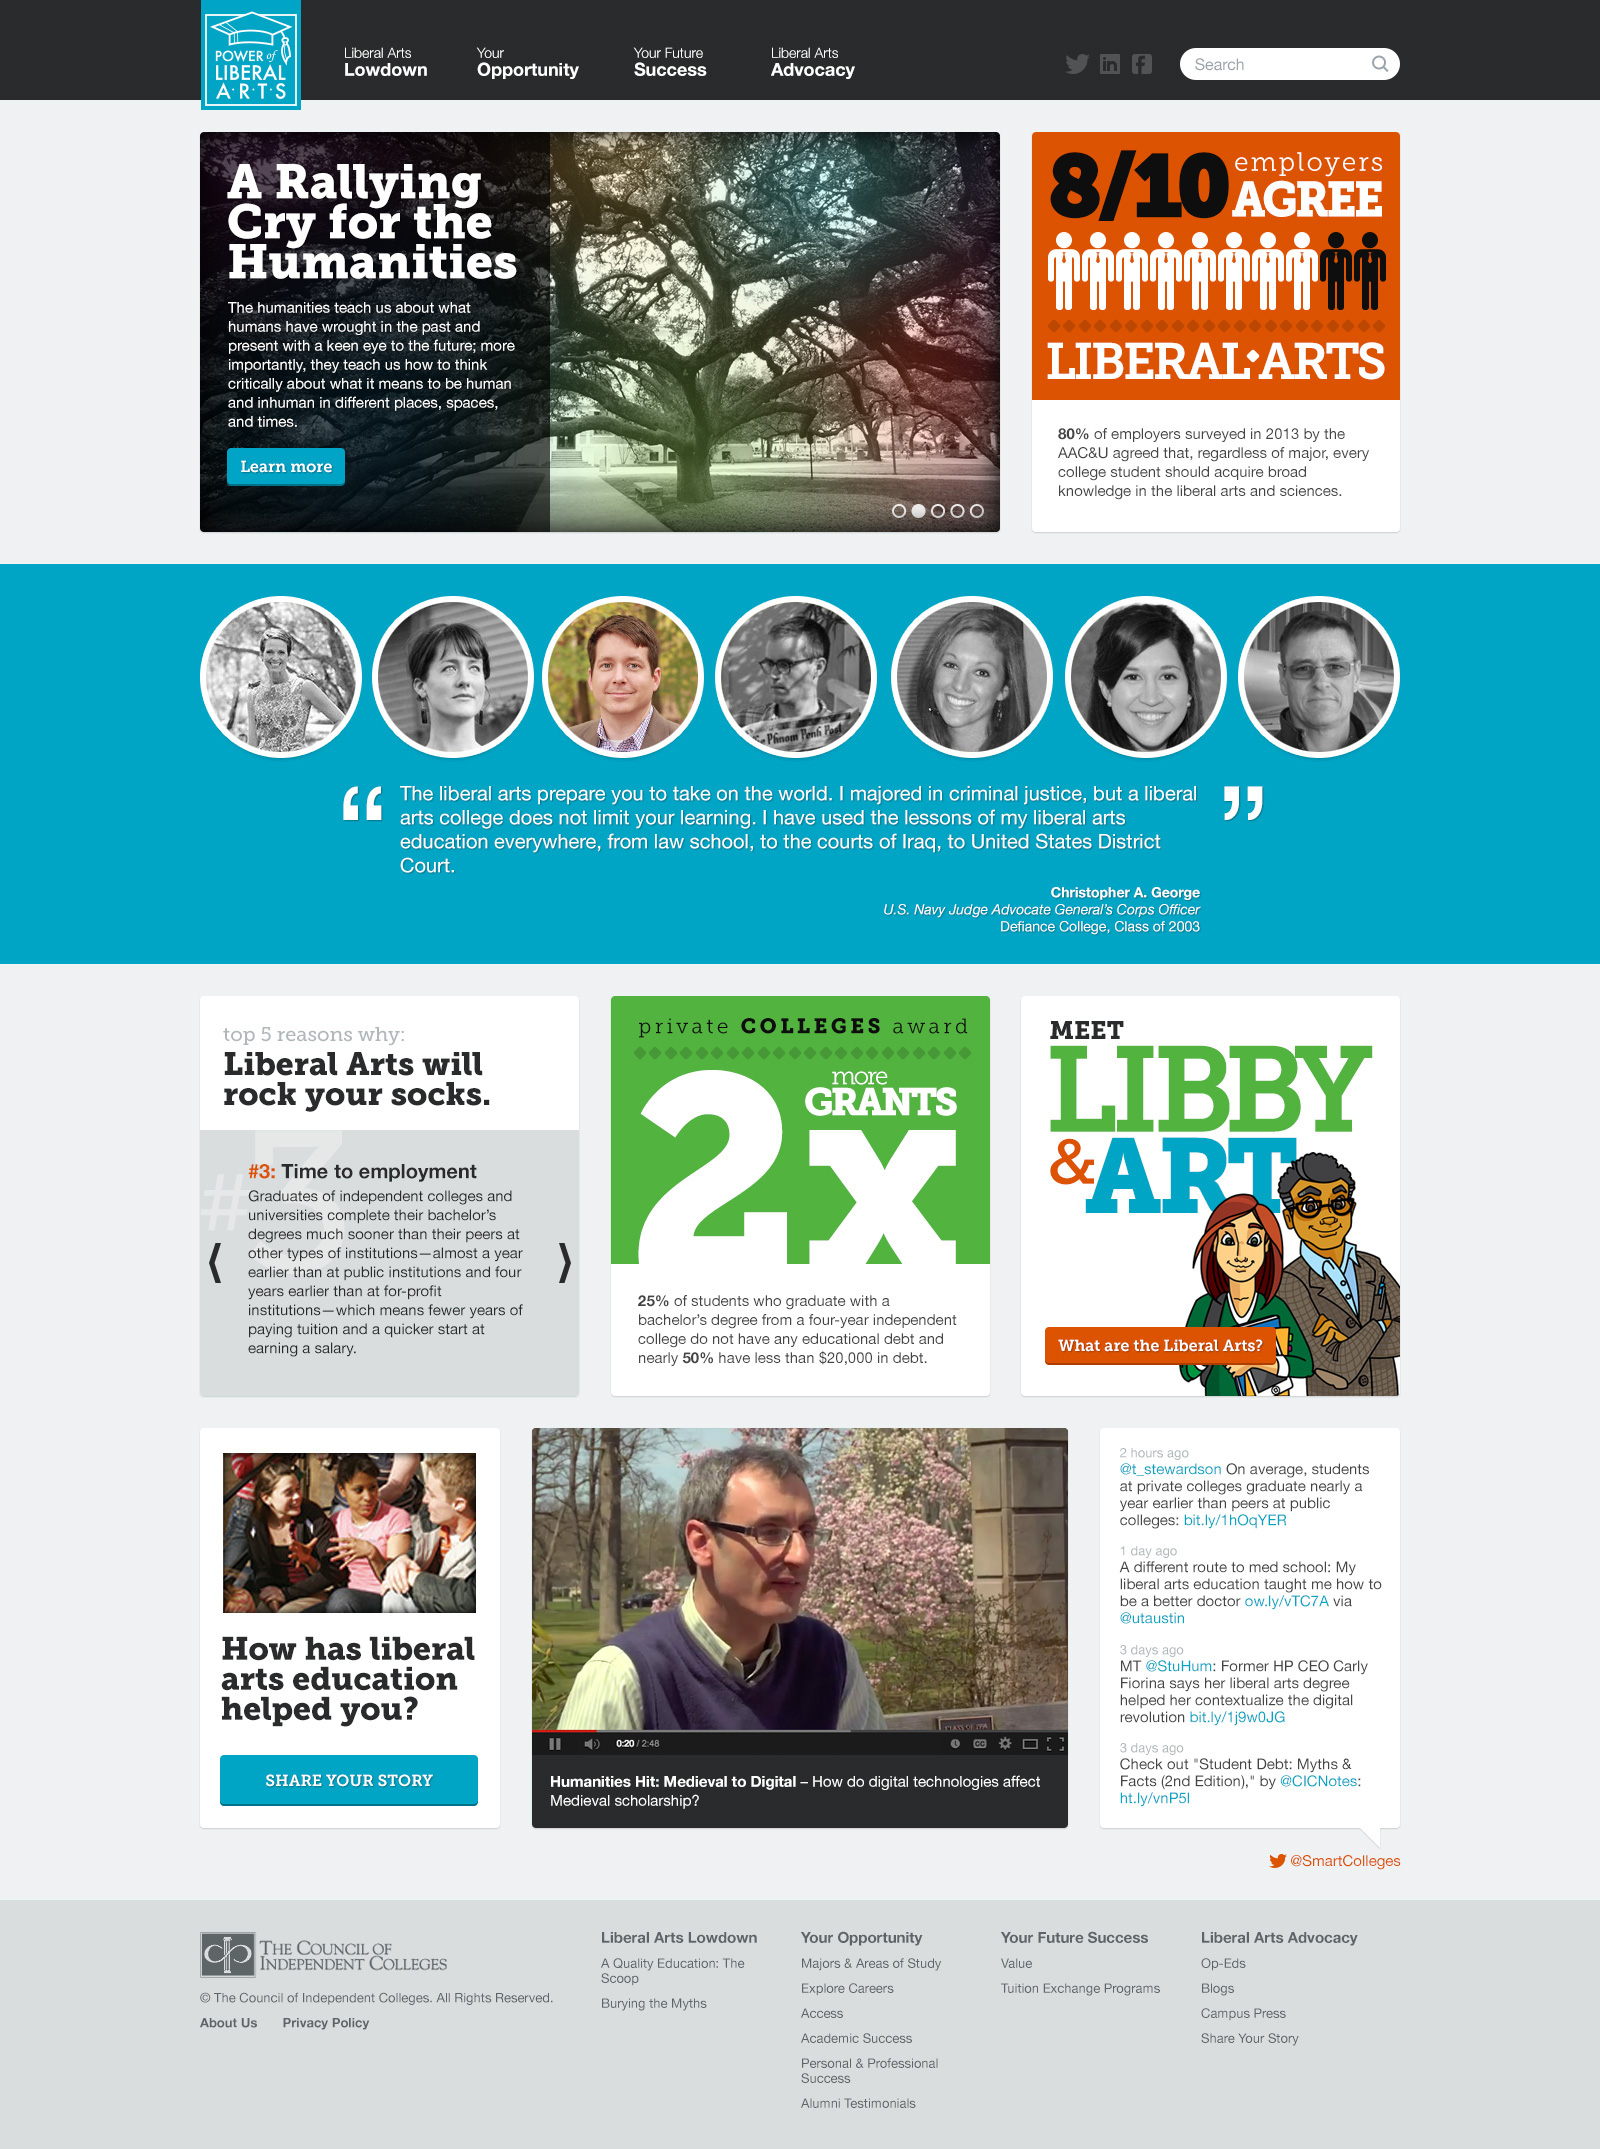 POWER of
LIBERAL
A·R·T·S
Liberal Arts
Lowdown
Your
Opportunity
Your Future
Success
Liberal Arts
Advocacy
Search
A Rallying
Cry for the
Humanities
The humanities teach us about what
humans have wrought in the past and
present with a keen eye to the future; more
importantly, they teach us how to think
critically about what it means to be human
and inhuman in different places, spaces,
and times.
Learn more
8/10 employers
AGREE
LIBERAL·ARTS
80% of employers surveyed in 2013 by the
AAC&U agreed that, regardless of major, every
college student should acquire broad
knowledge in the liberal arts and sciences.
Phnom Penh Post
“ The liberal arts prepare you to take on the world. I majored in criminal justice, but a liberal ”
arts college does not limit your learning. I have used the lessons of my liberal arts
education everywhere, from law school, to the courts of Iraq, to United States District
Court.
Christopher A. George
U.S. Navy Judge Advocate General’s Corps Officer
Defiance College, Class of 2003
top 5 reasons why:
Liberal Arts will
rock your socks.
#3
#3: Time to employment
Graduates of independent colleges and
universities complete their bachelor’s
degrees much sooner than their peers at
other types of institutions—almost a year
earlier than at public institutions and four
years earlier than at for-profit
institutions—which means fewer years of
paying tuition and a quicker start at
earning a salary.
private COLLEGES award
2x
more
GRANTS
25% of students who graduate with a
bachelor’s degree from a four-year independent
college do not have any educational debt and
nearly 50% have less than $20,000 in debt.
MEET
LIBBY
&ART
What are the Liberal Arts?
How has liberal
arts education
helped you?
SHARE YOUR STORY
CLASS OF 1998
0:20 / 2:48
CC
Humanities Hit: Medieval to Digital – How do digital technologies affect
Medieval scholarship?
2 hours ago
@t_stewardson On average, students
at private colleges graduate nearly a
year earlier than peers at public
colleges: bit.ly/1hOqYER
1 day ago
A different route to med school: My
liberal arts education taught me how to
be a better doctor ow.ly/vTC7A via
@utaustin
3 days ago
MT @StuHum: Former HP CEO Carly
Fiorina says her liberal arts degree
helped her contextualize the digital
revolution bit.ly/1j9w0JG
3 days ago
Check out "Student Debt: Myths &
Facts (2nd Edition)," by @CICNotes:
ht.ly/vnP5I
@SmartColleges
THE COUNCIL OF
INDEPENDENT COLLEGES
© The Council of Independent Colleges. All Rights Reserved.
About Us Privacy Policy
Liberal Arts Lowdown
A Quality Education: The
Scoop
Burying the Myths
Your Opportunity
Majors & Areas of Study
Explore Careers
Access
Academic Success
Personal & Professional
Success
Alumni Testimonials
Your Future Success
Value
Tuition Exchange Programs
Liberal Arts Advocacy
Op-Eds
Blogs
Campus Press
Share Your Story